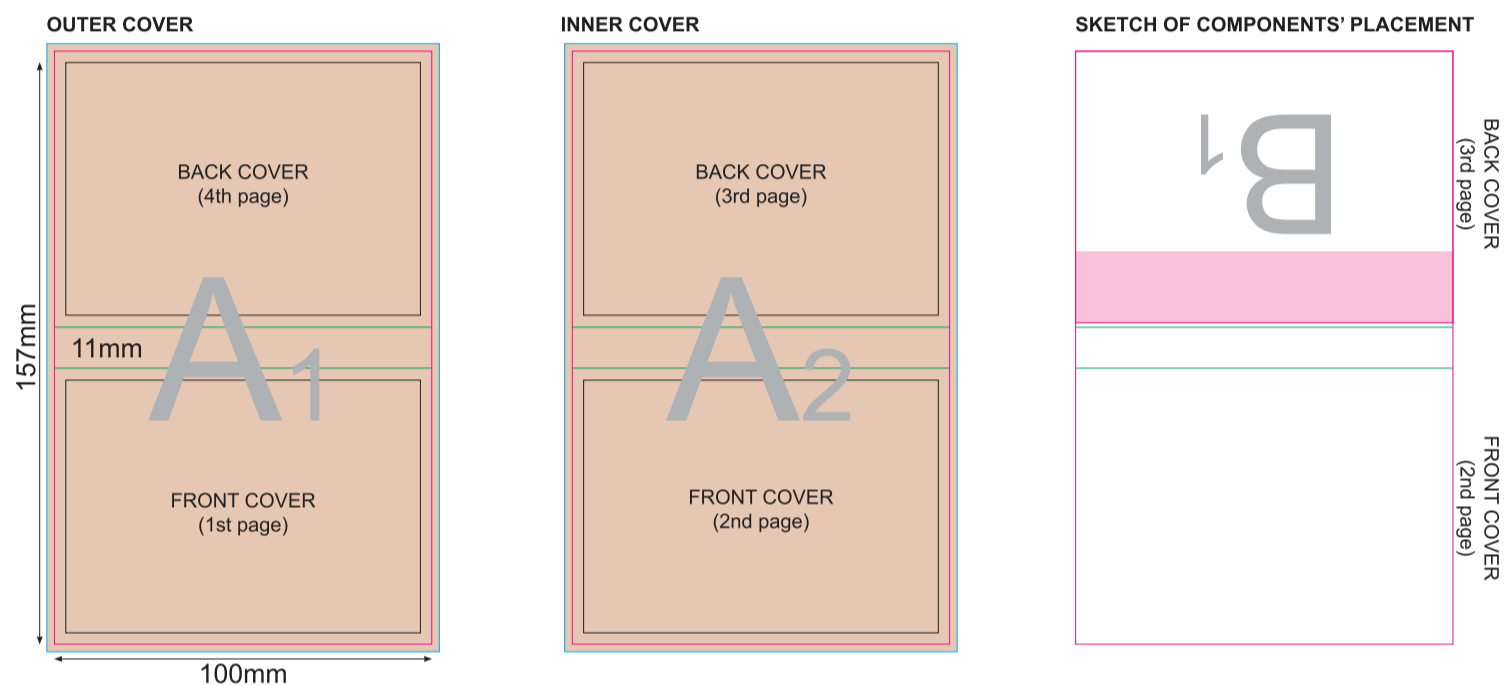 OUTER COVER
BACK COVER
(4th page)
157mm
11mm
A1
FRONT COVER
(1st page)
100mm
INNER COVER
BACK COVER
(3rd page)
A2
FRONT COVER
(2nd page)
SKETCH OF COMPONENTS’ PLACEMENT
B1
BACK COVER
(3rd page)
FRONT COVER
(2nd page)